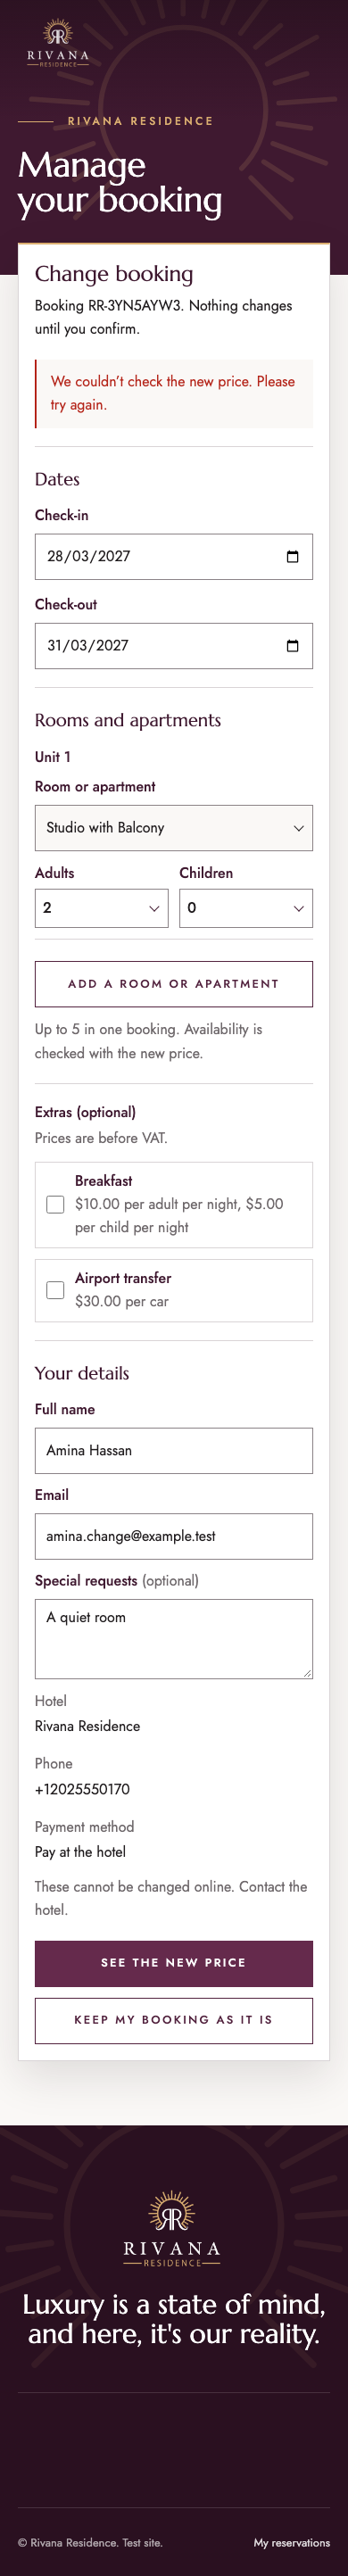 RIVANA
RESIDENCE
RIVANA RESIDENCE
Manage
your booking
Change booking
Booking RR-3YN5AYW3. Nothing changes
until you confirm.
We couldn’t check the new price. Please
try again.
Dates
Check-in
28/03/2027
Check-out
31/03/2027
Rooms and apartments
Unit 1
Room or apartment
Studio with Balcony
Adults Children
2 0
ADD A ROOM OR APARTMENT
Up to 5 in one booking. Availability is
checked with the new price.
Extras (optional)
Prices are before VAT.
Breakfast
$10.00 per adult per night, $5.00
per child per night
Airport transfer
$30.00 per car
Your details
Full name
Amina Hassan
Email
amina.change@example.test
Special requests (optional)
A quiet room
Hotel
Rivana Residence
Phone
+12025550170
Payment method
Pay at the hotel
These cannot be changed online. Contact the
hotel.
SEE THE NEW PRICE
KEEP MY BOOKING AS IT IS
RIVANA
RESIDENCE
Luxury is a state of mind,
and here, it's our reality.
© Rivana Residence. Test site. My reservations